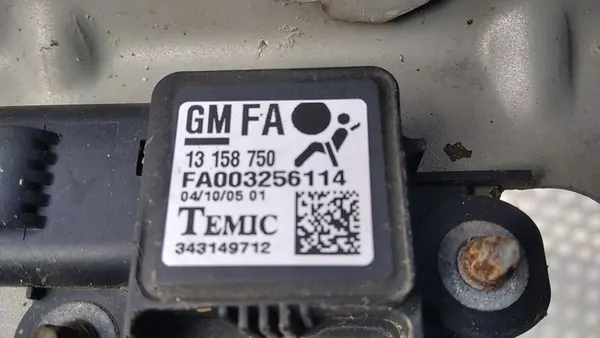 GM FA
13 158 750
FA003256114
04/10/05 01
TEMIC
343149712